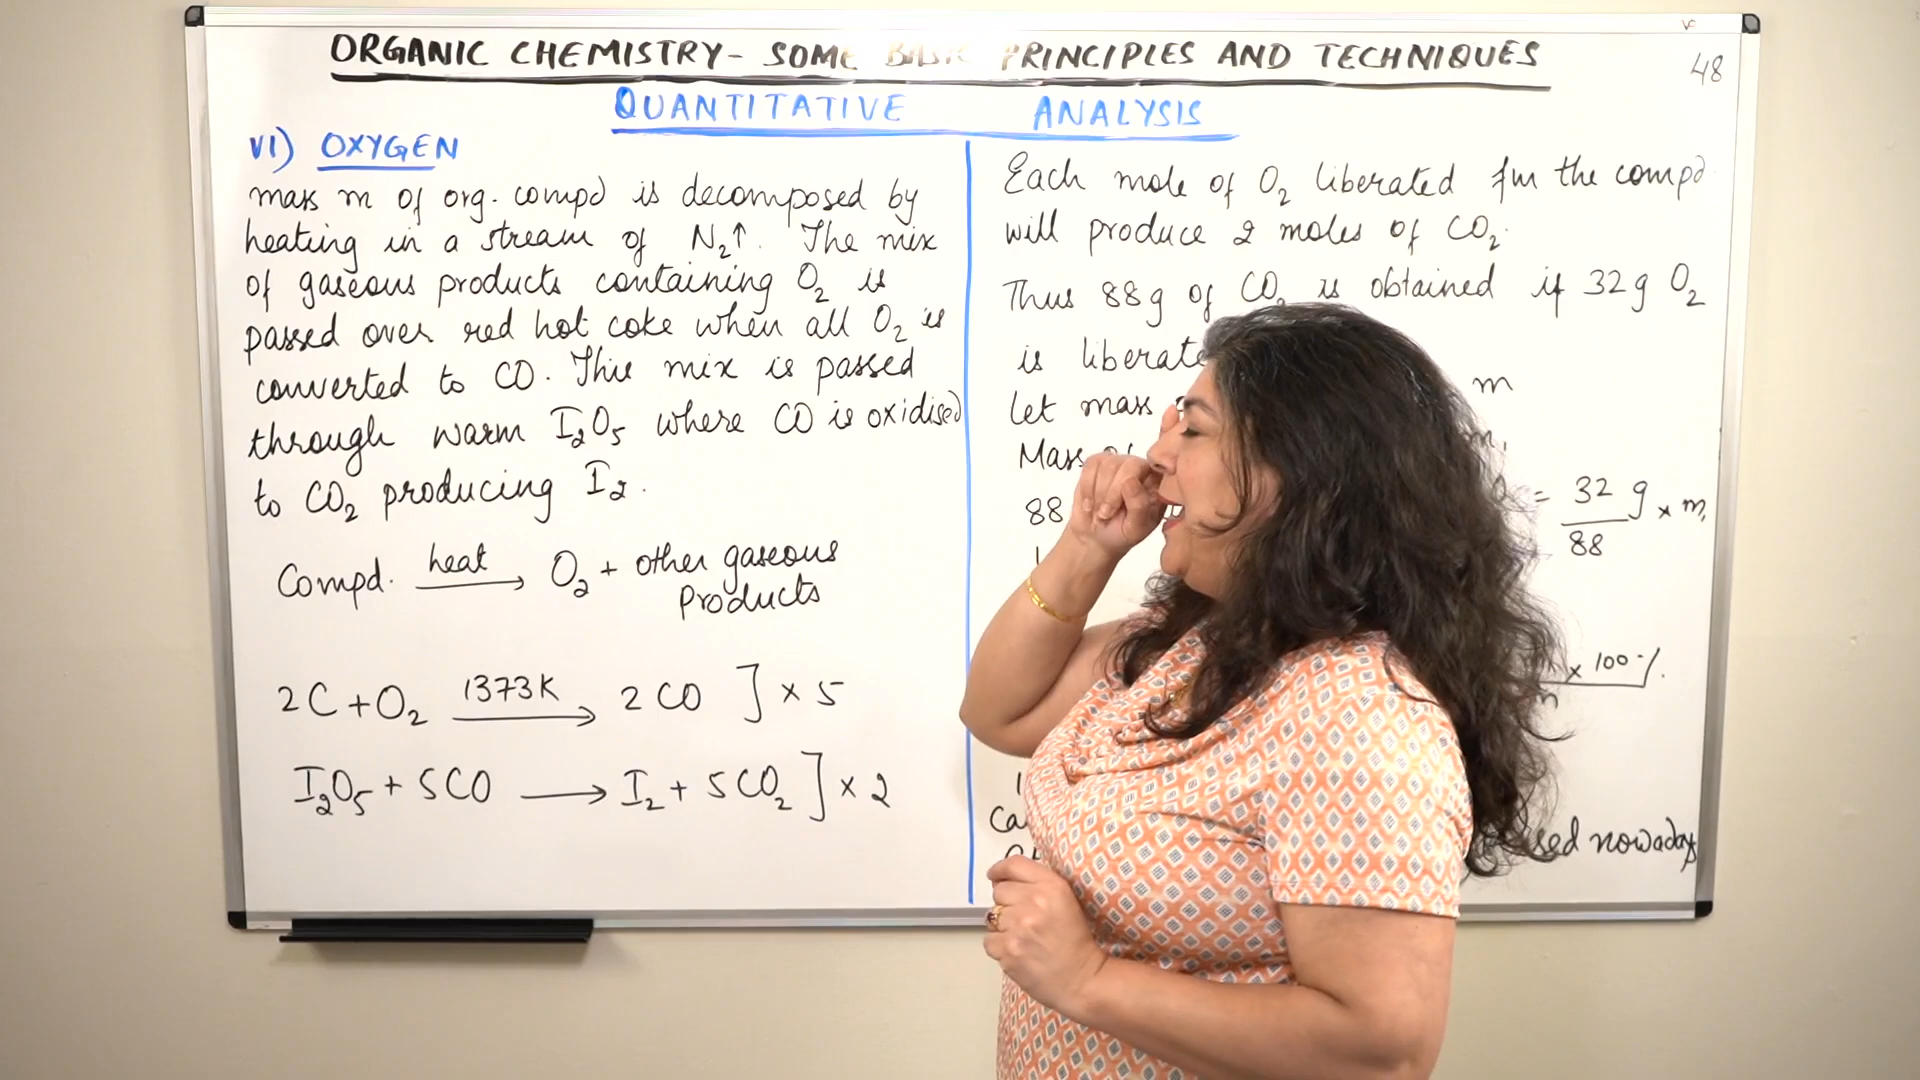 ORGANIC CHEMISTRY- SOME BASIC PRINCIPLES AND TECHNIQUES
48
QUANTITATIVE ANALYSIS
VI) OXYGEN
mass m of org. compd is decomposed by
heating in a stream of N₂↑. The mix
of gaseous products containing O₂ is
passed over red hot coke when all O₂ is
converted to CO. This mix is passed
through warm I₂O₅ where CO is oxidised
to CO₂ producing I₂.
Compd. heat → O₂ + other gaseous
products
2C + O₂ 1373K → 2CO ] × 5
I₂O₅ + 5CO → I₂ + 5CO₂ ] × 2
Each mole of O₂ liberated fm the compd
will produce 2 moles of CO₂.
Thus 88g of CO₂ is obtained if 32g O₂
is
let mass m
Mass
88 = 32/88 g × m₁
× 100 %.
nowadays